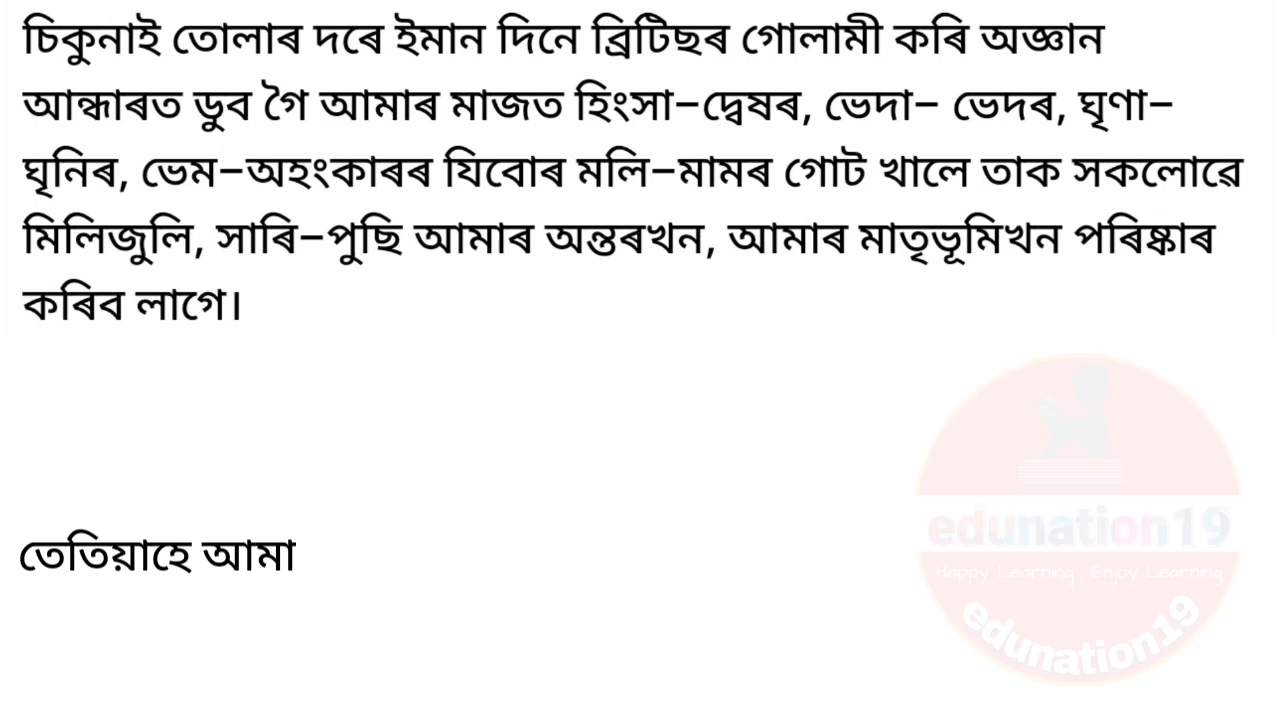 চিকুনাই তোলাৰ দৰে ইমান দিনে ব্ৰিটিছৰ গোলামী কৰি অজ্ঞান
আন্ধাৰত ডুব গৈ আমাৰ মাজত হিংসা–দ্বেষৰ, ভেদা– ভেদৰ, ঘৃণা–
ঘৃনিৰ, ভেম–অহংকাৰৰ যিবোৰ মলি–মামৰ গোট খালে তাক সকলোৱে
মিলিজুলি, সাৰি–পুছি আমাৰ অন্তৰখন, আমাৰ মাতৃভূমিখন পৰিষ্কাৰ
কৰিব লাগে।
edunation19
Happy Learning , Enjoy Learning
edunation19
তেতিয়াহে আমা